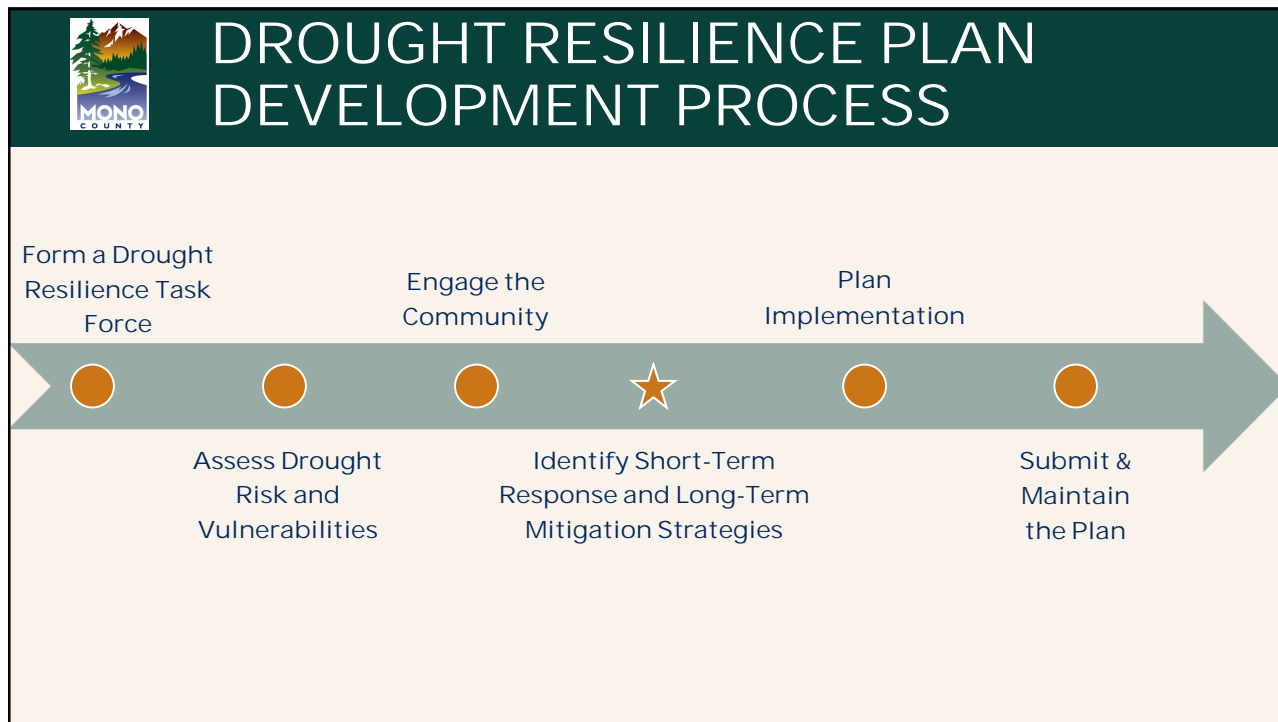 MONO
COUNTY
DROUGHT RESILIENCE PLAN
DEVELOPMENT PROCESS
Form a Drought
Resilience Task
Force
Assess Drought
Risk and
Vulnerabilities
Engage the
Community
Identify Short-Term
Response and Long-Term
Mitigation Strategies
Plan
Implementation
Submit &
Maintain
the Plan